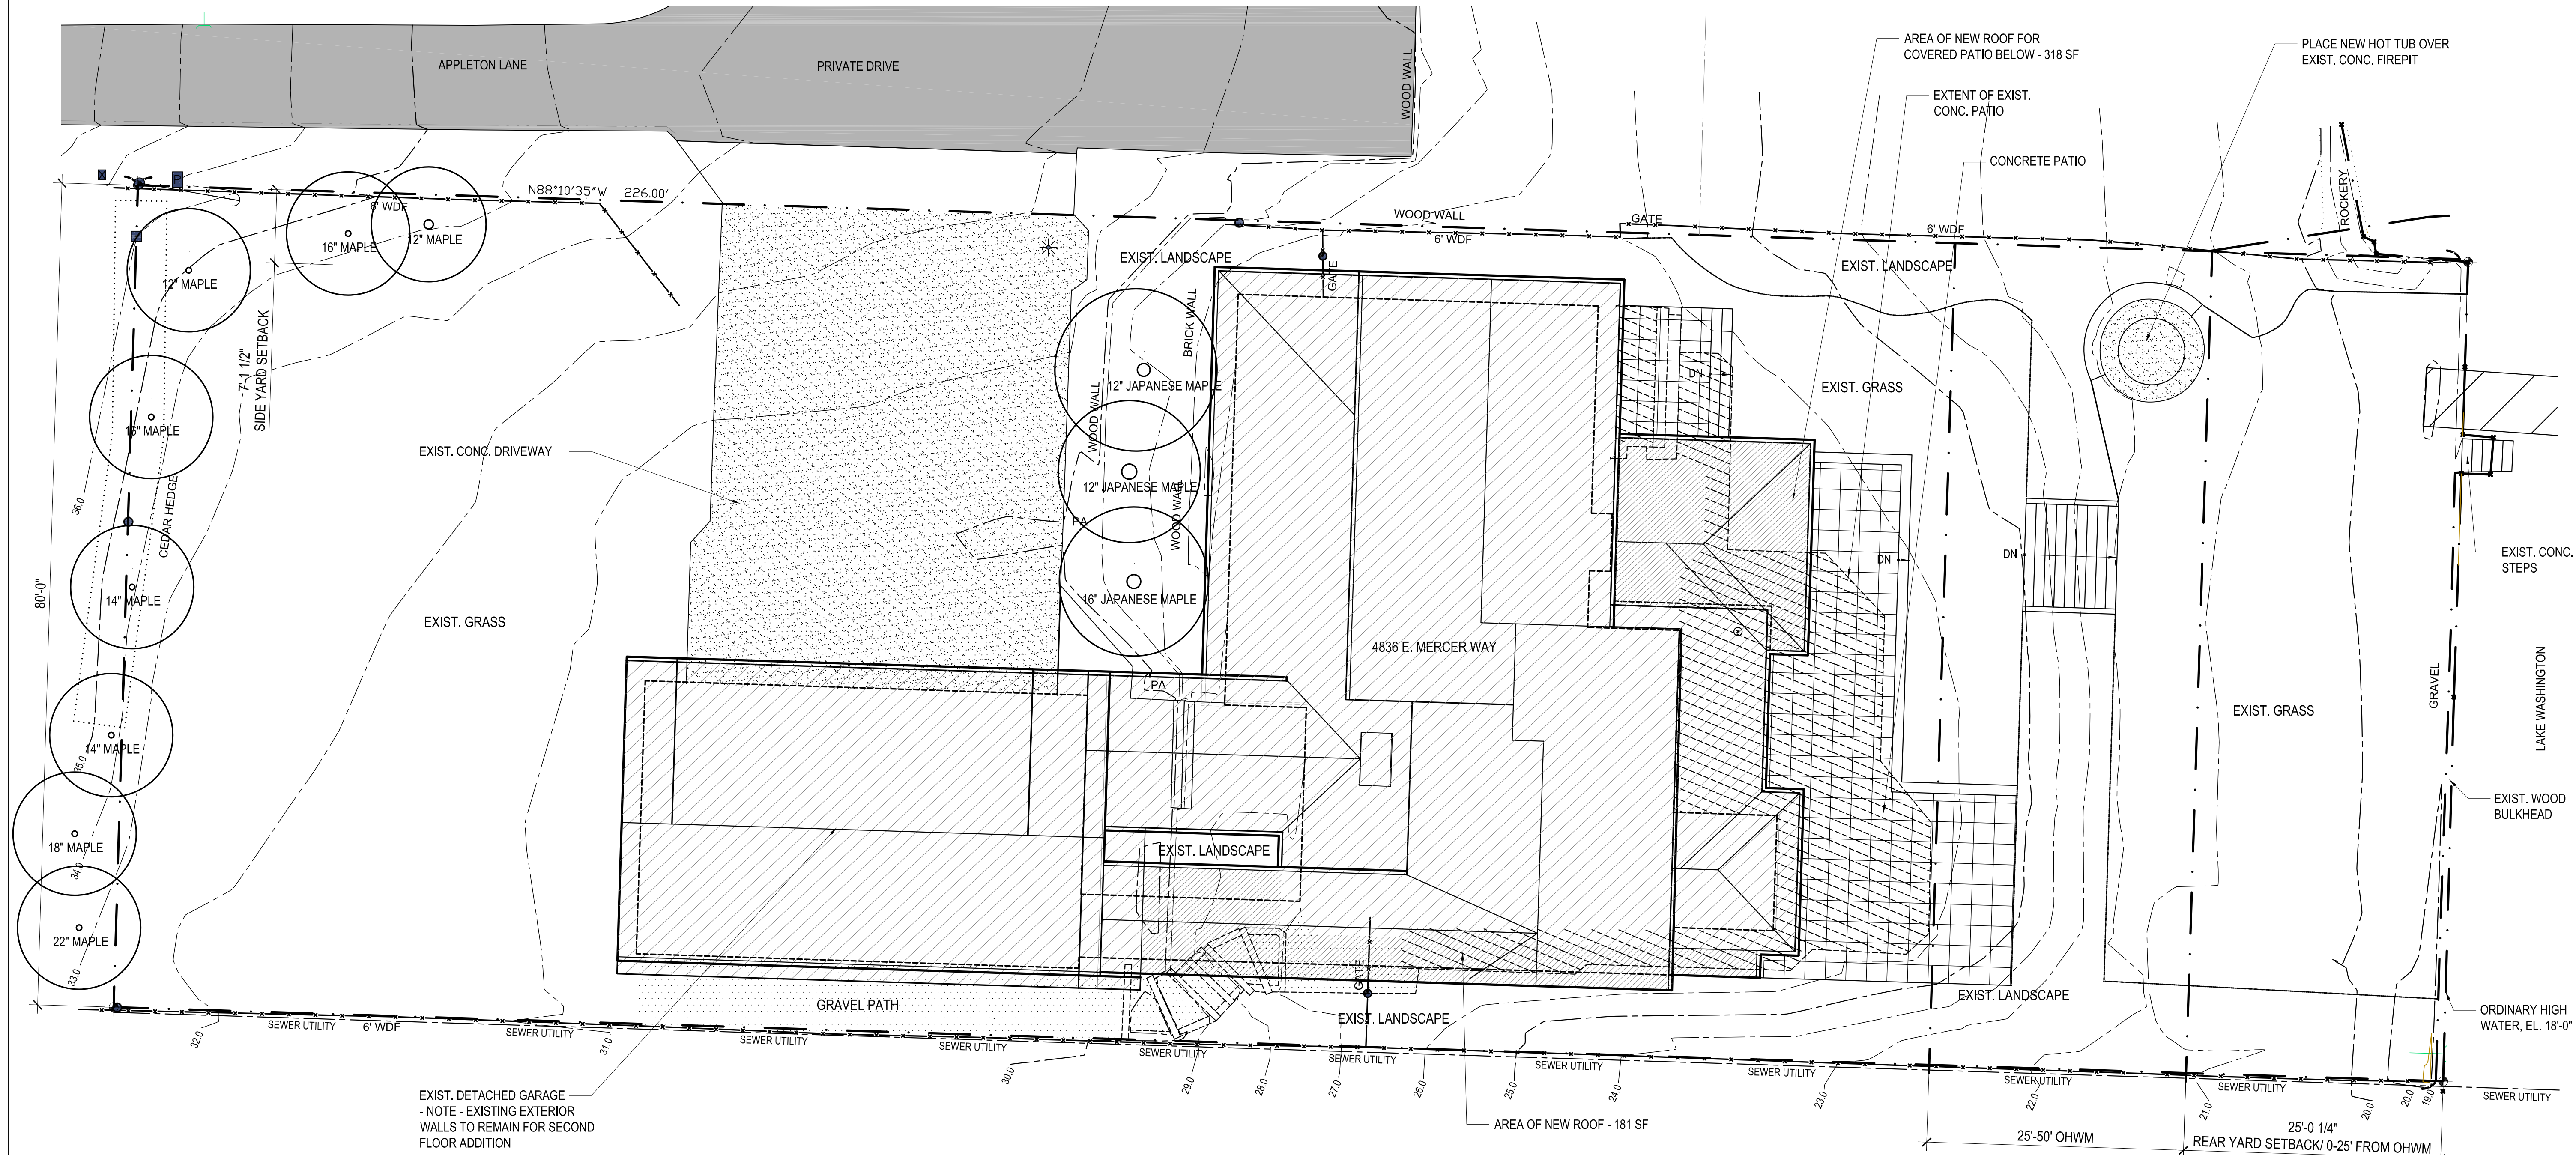 APPLETON LANE
PRIVATE DRIVE
WOOD WALL
AREA OF NEW ROOF FOR
COVERED PATIO BELOW - 318 SF
PLACE NEW HOT TUB OVER
EXIST. CONC. FIREPIT
EXTENT OF EXIST.
CONC. PATIO
CONCRETE PATIO
X
P
N88°10'35"W 226.00'
6' WDF
16" MAPLE
12" MAPLE
12" MAPLE
WOOD WALL
GATE
6' WDF
6' WDF
ROCKERY
EXIST. LANDSCAPE
GATE
EXIST. LANDSCAPE
7'-1 1/2"
SIDE YARD SETBACK
BRICK WALL
12" JAPANESE MAPLE
DN
EXIST. GRASS
WOOD WALL
16" MAPLE
EXIST. CONC. DRIVEWAY
36.0
CEDAR HEDGE
12" JAPANESE MAPLE
WOOD WALL
PA
DN
DN
EXIST. CONC.
STEPS
80'-0"
14" MAPLE
EXIST. GRASS
16" JAPANESE MAPLE
4836 E. MERCER WAY
PA
GRAVEL
LAKE WASHINGTON
EXIST. GRASS
14" MAPLE
35.0
EXIST. WOOD
BULKHEAD
18" MAPLE
34.0
EXIST. LANDSCAPE
22" MAPLE
33.0
GATE
GRAVEL PATH
EXIST. LANDSCAPE
EXIST. LANDSCAPE
ORDINARY HIGH
WATER, EL. 18'-0"
SEWER UTILITY
6' WDF
SEWER UTILITY
SEWER UTILITY
SEWER UTILITY
SEWER UTILITY
SEWER UTILITY
SEWER UTILITY
SEWER UTILITY
SEWER UTILITY
SEWER UTILITY
SEWER UTILITY
32.0
31.0
30.0
29.0
28.0
27.0
26.0
25.0
24.0
23.0
22.0
21.0
20.0
20.0
19.0
EXIST. DETACHED GARAGE
- NOTE - EXISTING EXTERIOR
WALLS TO REMAIN FOR SECOND
FLOOR ADDITION
AREA OF NEW ROOF - 181 SF
25'-50' OHWM
25'-0 1/4"
REAR YARD SETBACK/ 0-25' FROM OHWM